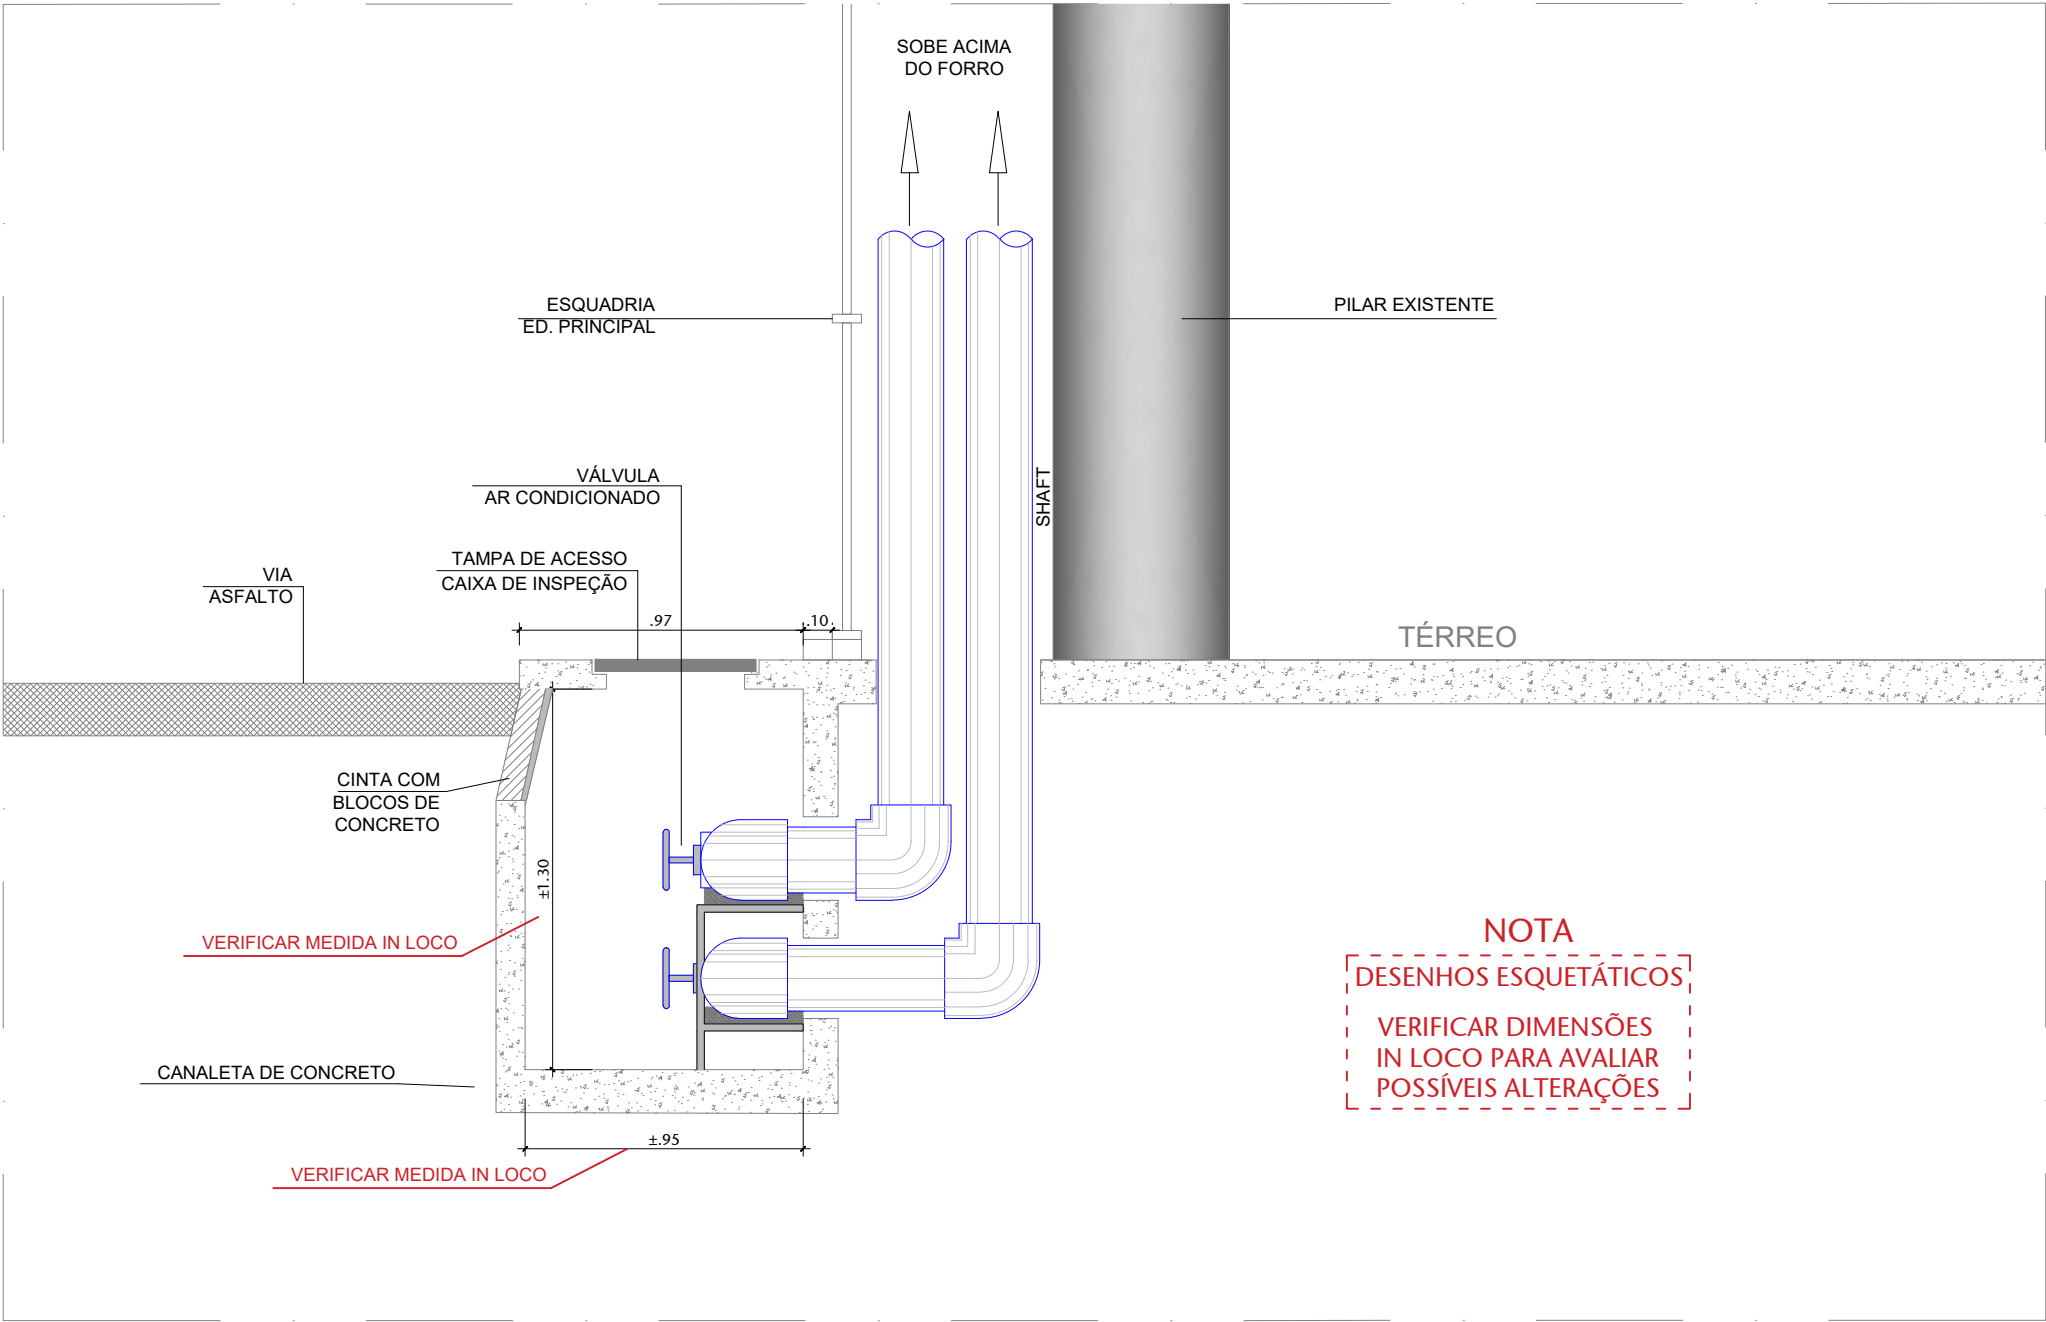 SOBE ACIMA
DO FORRO
ESQUADRIA
ED. PRINCIPAL
PILAR EXISTENTE
VÁLVULA
AR CONDICIONADO
SHAFT
TAMPA DE ACESSO
CAIXA DE INSPEÇÃO
VIA
ASFALTO
.97
.10
TÉRREO
CINTA COM
BLOCOS DE
CONCRETO
±1.30
VERIFICAR MEDIDA IN LOCO
NOTA
DESENHOS ESQUETÁTICOS
VERIFICAR DIMENSÕES
IN LOCO PARA AVALIAR
POSSÍVEIS ALTERAÇÕES
CANALETA DE CONCRETO
±.95
VERIFICAR MEDIDA IN LOCO